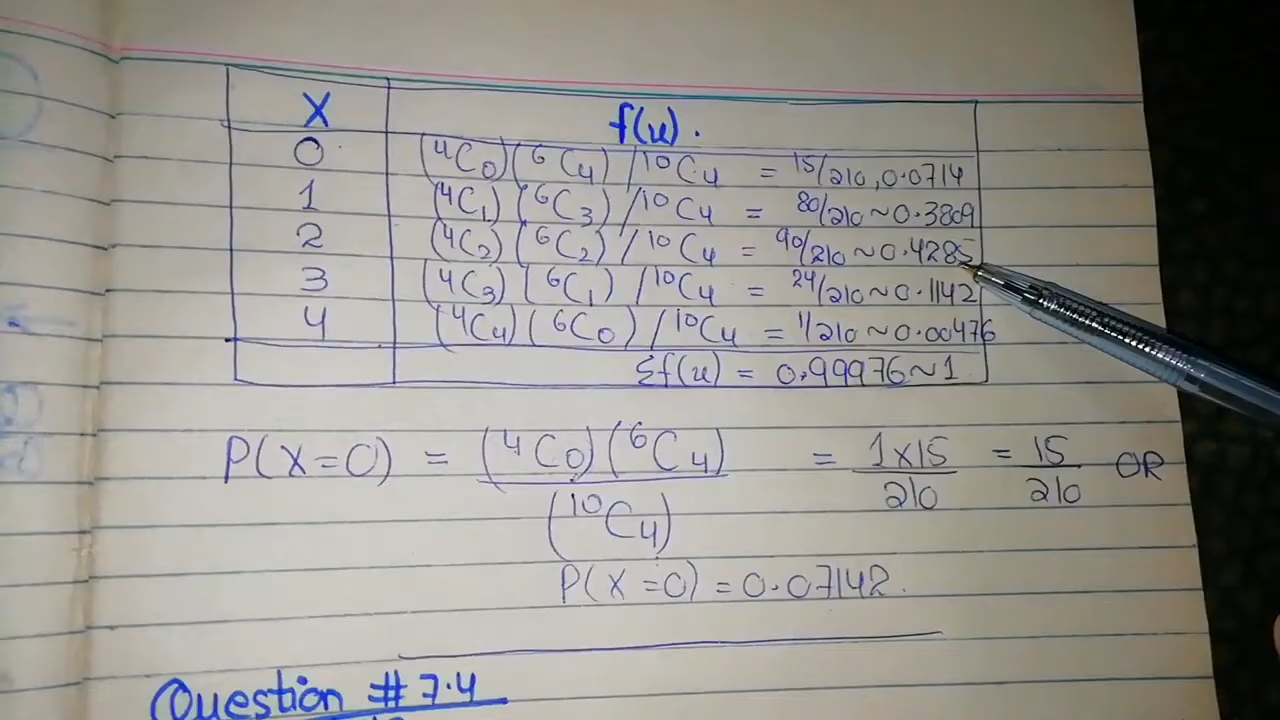 X f(x).
0 (⁴C₀)(⁶C₄)/¹⁰C₄ = 15/210, 0.0714
1 (⁴C₁)(⁶C₃)/¹⁰C₄ = 80/210~0.3809
2 (⁴C₂)(⁶C₂)/¹⁰C₄ = 90/210~0.4285
3 (⁴C₃)(⁶C₁)/¹⁰C₄ = 24/210~0.1142
4 (⁴C₄)(⁶C₀)/¹⁰C₄ = 1/210~0.00476
Σf(x) = 0.99976~1
P(X=0) = (⁴C₀)(⁶C₄)/(¹⁰C₄) = 1x15/210 = 15/210 OR
P(X=0) = 0.07142.
Question # 7.4